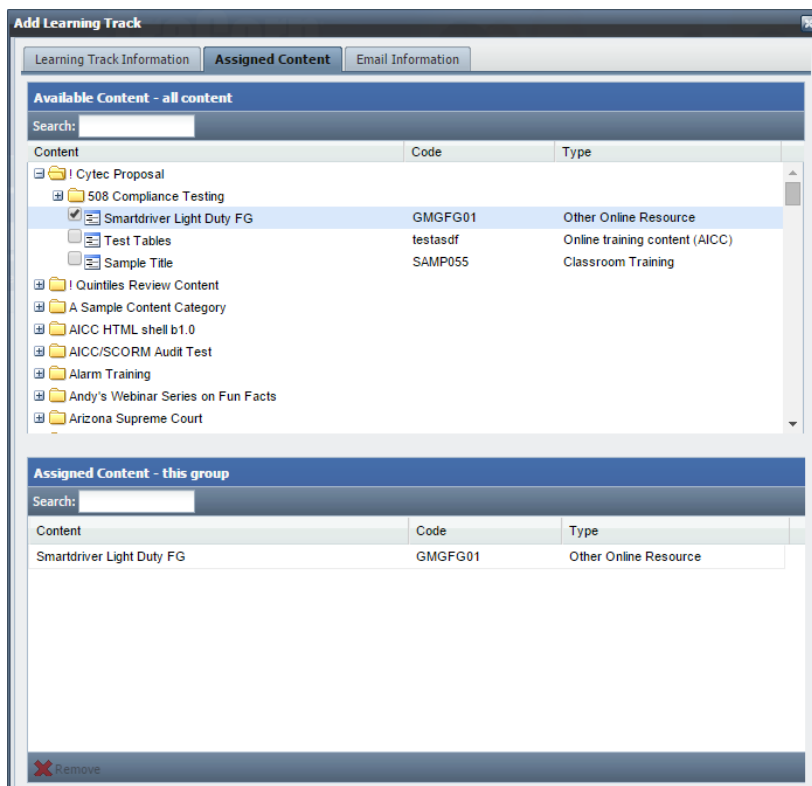 Add Learning Track
Learning Track Information Assigned Content Email Information
Available Content - all content
Search:
Content Code Type
! Cytec Proposal
508 Compliance Testing
Smartdriver Light Duty FG GMGFG01 Other Online Resource
Test Tables testasdf Online training content (AICC)
Sample Title SAMP055 Classroom Training
! Quintiles Review Content
A Sample Content Category
AICC HTML shell b1.0
AICC/SCORM Audit Test
Alarm Training
Andy's Webinar Series on Fun Facts
Arizona Supreme Court
Assigned Content - this group
Search:
Content Code Type
Smartdriver Light Duty FG GMGFG01 Other Online Resource
Remove